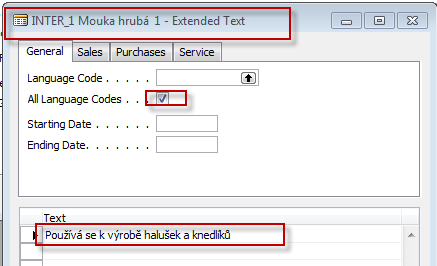 INTER_1 Mouka hrubá 1 - Extended Text
General Sales Purchases Service
Language Code . . . . .
All Language Codes . . .
Starting Date . . . . . .
Ending Date. . . . . . .
Text
Používá se k výrobě halušek a knedlíků